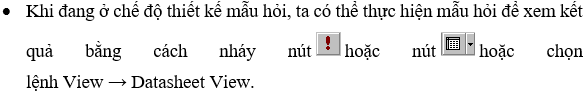 • Khi đang ở chế độ thiết kế mẫu hỏi, ta có thể thực hiện mẫu hỏi để xem kết
quả bằng cách nháy nút ! hoặc nút hoặc chọn
lệnh View → Datasheet View.